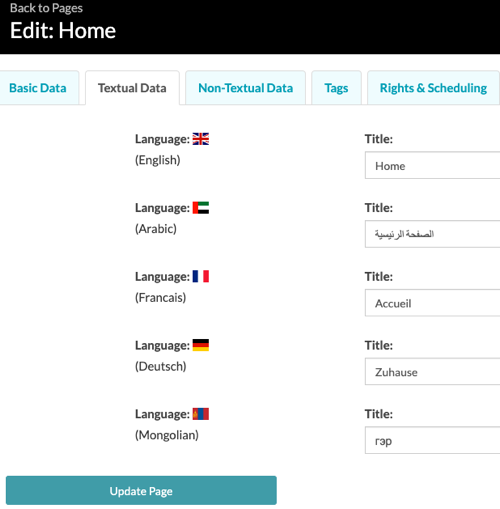 Back to Pages
Edit: Home
Basic Data Textual Data Non-Textual Data Tags Rights & Scheduling
Language: Title:
(English) Home
Language: Title:
(Arabic) الصفحة الرئيسية
Language: Title:
(Francais) Accueil
Language: Title:
(Deutsch) Zuhause
Language: Title:
(Mongolian) гэр
Update Page